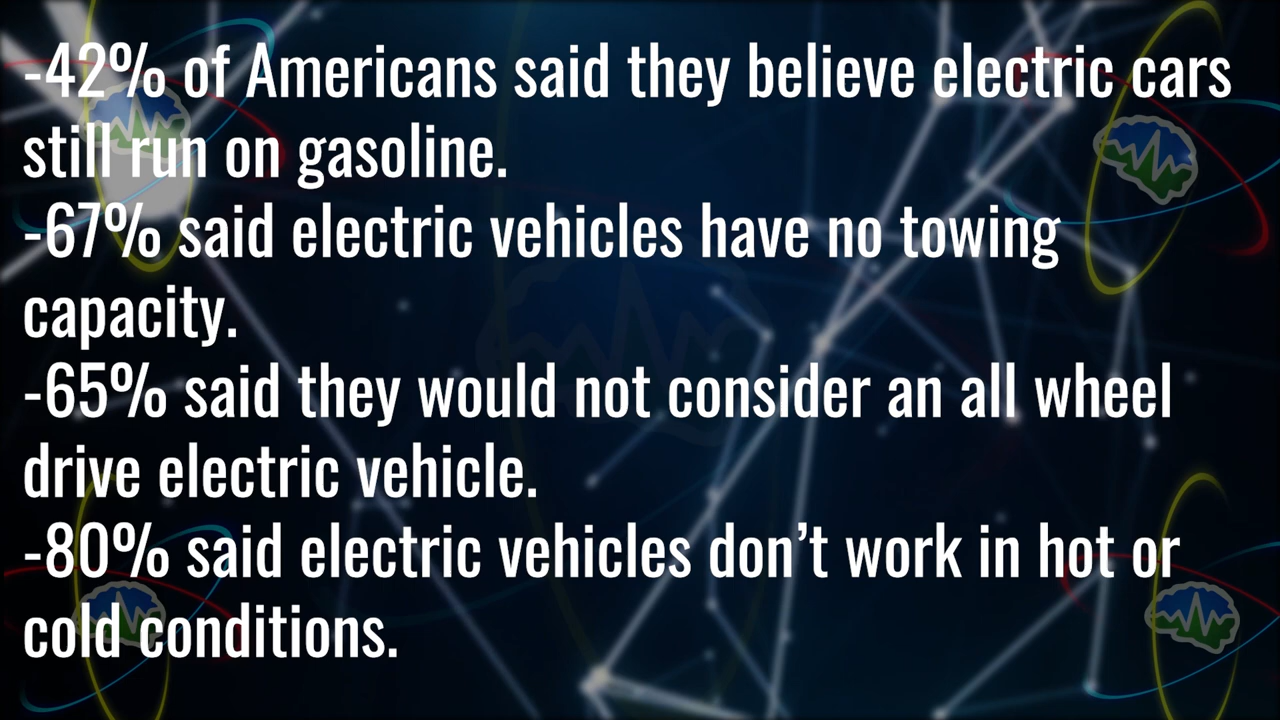 -42% of Americans said they believe electric cars
still run on gasoline.
-67% said electric vehicles have no towing
capacity.
-65% said they would not consider an all wheel
drive electric vehicle.
-80% said electric vehicles don’t work in hot or
cold conditions.